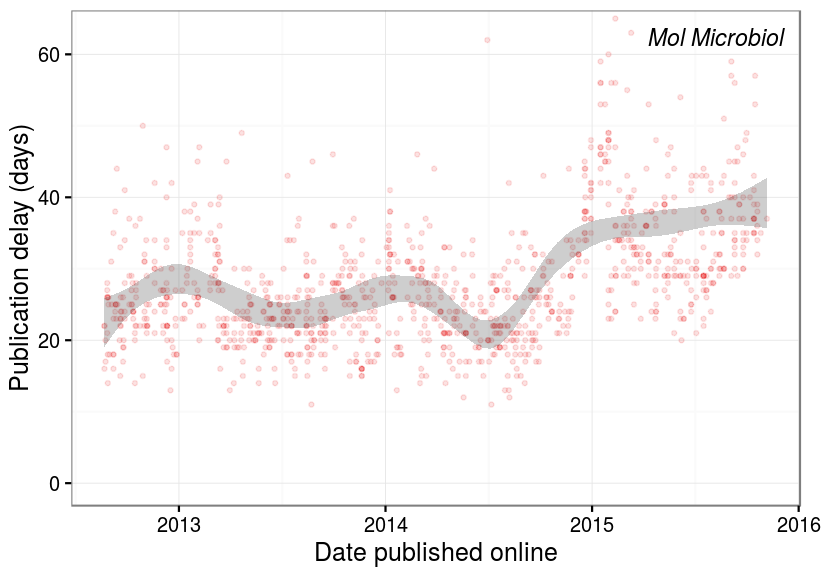 Mol Microbiol
Publication delay (days)
60
40
20
0
2013 2014 2015 2016
Date published online